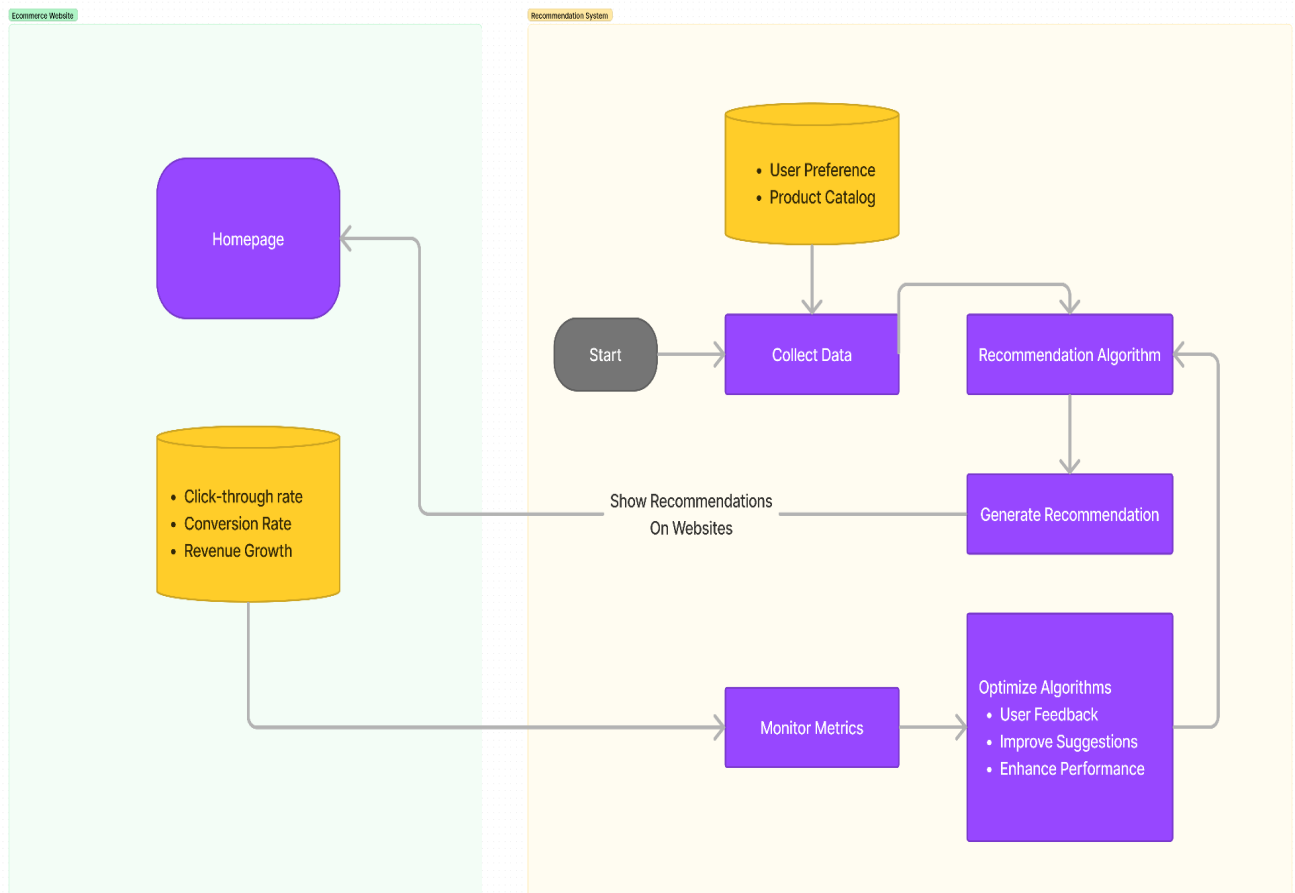 Ecommerce Website
Recommendation System
User Preference
Product Catalog
Homepage
Start
Collect Data
Recommendation Algorithm
Click-through rate
Conversion Rate
Revenue Growth
Show Recommendations
On Websites
Generate Recommendation
Monitor Metrics
Optimize Algorithms
User Feedback
Improve Suggestions
Enhance Performance